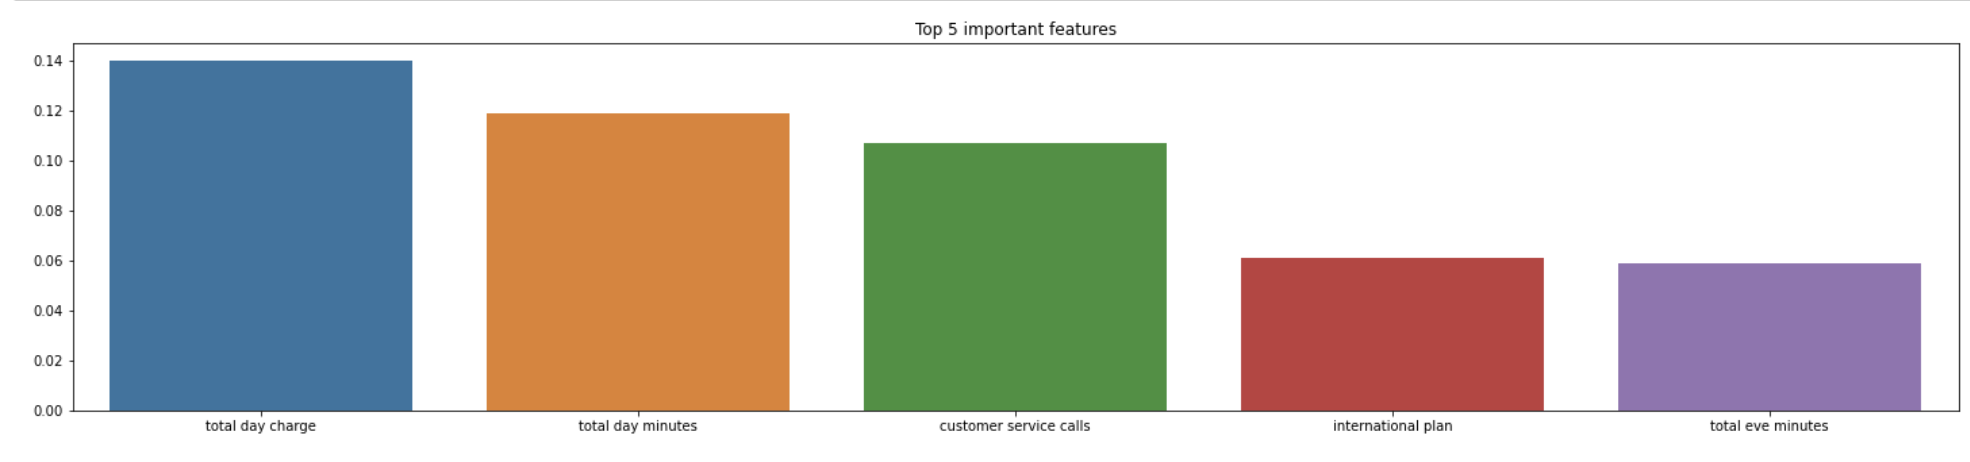 Top 5 important features
0.14
0.12
0.10
0.08
0.06
0.04
0.02
0.00
total day charge
total day minutes
customer service calls
international plan
total eve minutes